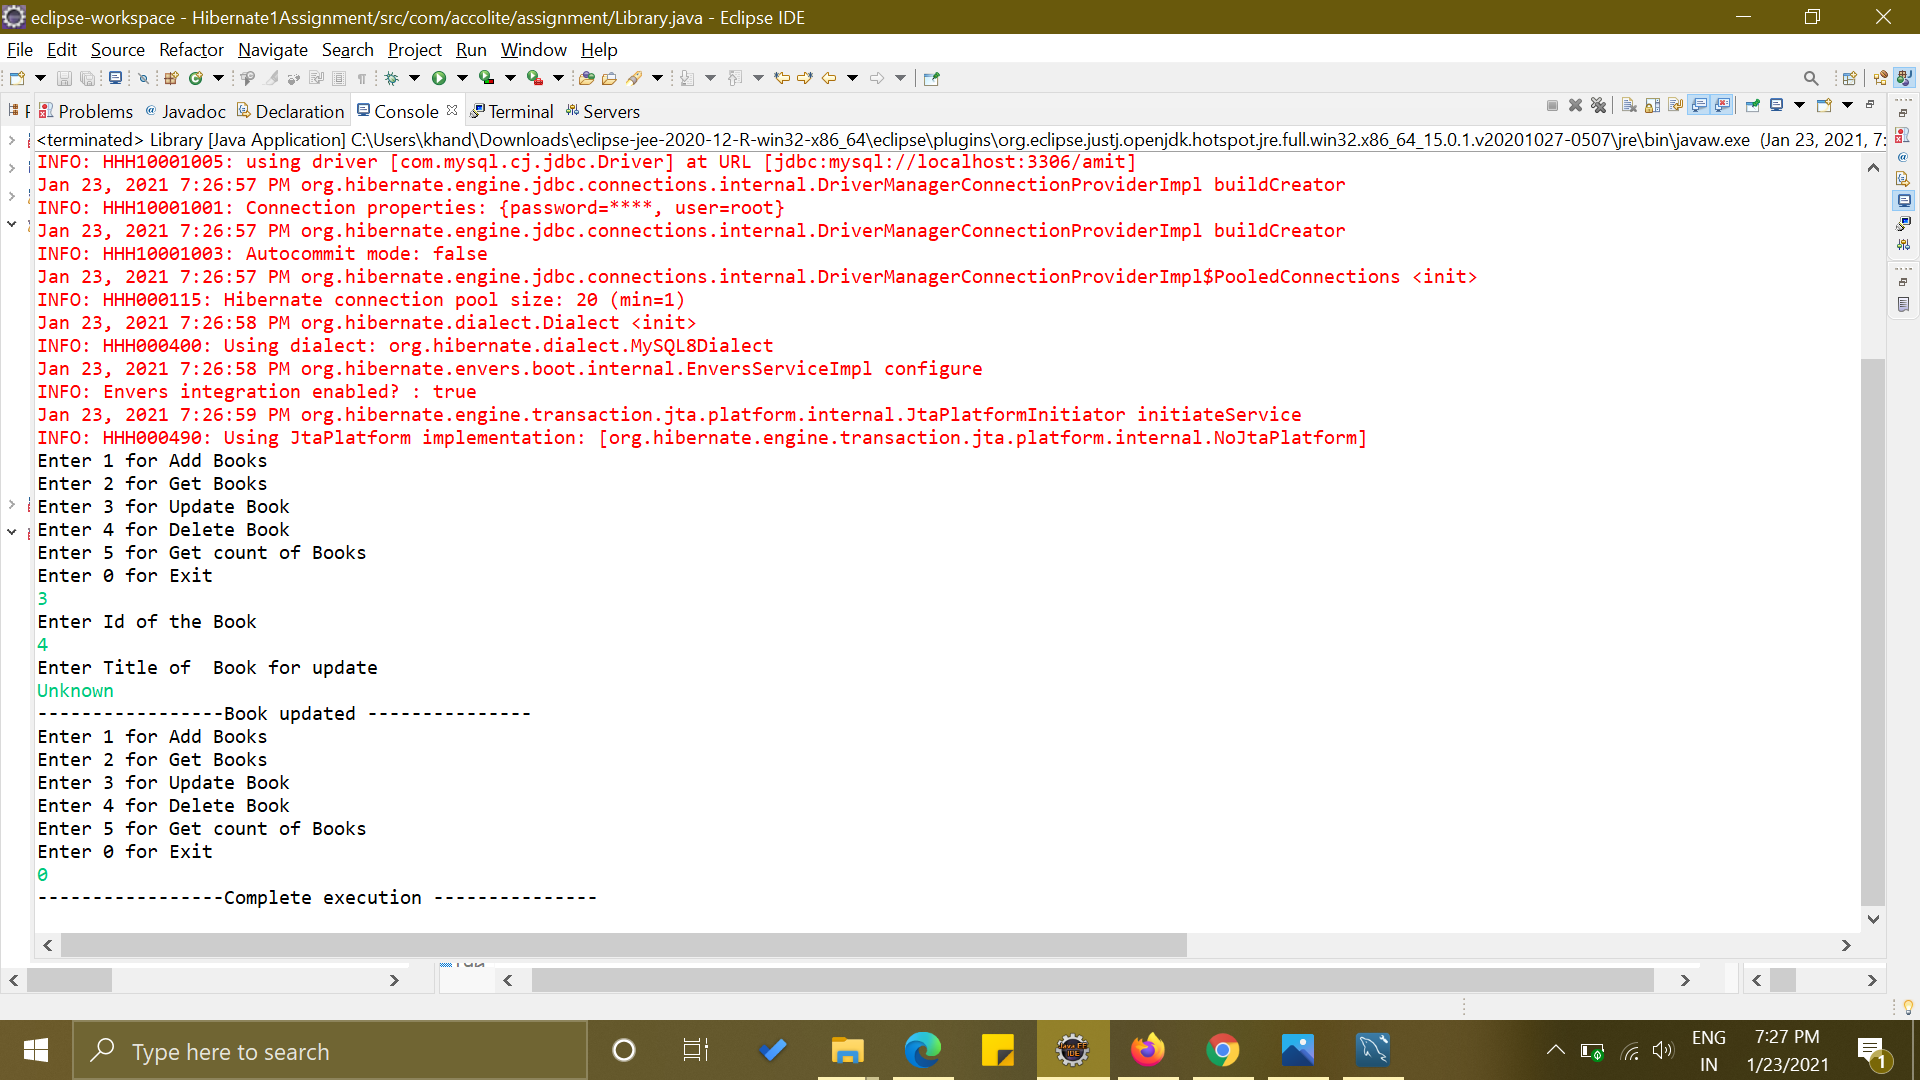 eclipse-workspace - Hibernate1Assignment/src/com/accolite/assignment/Library.java - Eclipse IDE
File Edit Source Refactor Navigate Search Project Run Window Help
Problems Javadoc Declaration Console Terminal Servers
<terminated> Library [Java Application] C:\Users\khand\Downloads\eclipse-jee-2020-12-R-win32-x86_64\eclipse\plugins\org.eclipse.justj.openjdk.hotspot.jre.full.win32.x86_64_15.0.1.v20201027-0507\jre\bin\javaw.exe (Jan 23, 2021, 7:
INFO: HHH10001005: using driver [com.mysql.cj.jdbc.Driver] at URL [jdbc:mysql://localhost:3306/amit]
Jan 23, 2021 7:26:57 PM org.hibernate.engine.jdbc.connections.internal.DriverManagerConnectionProviderImpl buildCreator
INFO: HHH10001001: Connection properties: {password=****, user=root}
Jan 23, 2021 7:26:57 PM org.hibernate.engine.jdbc.connections.internal.DriverManagerConnectionProviderImpl buildCreator
INFO: HHH10001003: Autocommit mode: false
Jan 23, 2021 7:26:57 PM org.hibernate.engine.jdbc.connections.internal.DriverManagerConnectionProviderImpl$PooledConnections <init>
INFO: HHH000115: Hibernate connection pool size: 20 (min=1)
Jan 23, 2021 7:26:58 PM org.hibernate.dialect.Dialect <init>
INFO: HHH000400: Using dialect: org.hibernate.dialect.MySQL8Dialect
Jan 23, 2021 7:26:58 PM org.hibernate.envers.boot.internal.EnversServiceImpl configure
INFO: Envers integration enabled? : true
Jan 23, 2021 7:26:59 PM org.hibernate.engine.transaction.jta.platform.internal.JtaPlatformInitiator initiateService
INFO: HHH000490: Using JtaPlatform implementation: [org.hibernate.engine.transaction.jta.platform.internal.NoJtaPlatform]
Enter 1 for Add Books
Enter 2 for Get Books
Enter 3 for Update Book
Enter 4 for Delete Book
Enter 5 for Get count of Books
Enter 0 for Exit
3
Enter Id of the Book
4
Enter Title of  Book for update
Unknown
-----------------Book updated ---------------
Enter 1 for Add Books
Enter 2 for Get Books
Enter 3 for Update Book
Enter 4 for Delete Book
Enter 5 for Get count of Books
Enter 0 for Exit
0
-----------------Complete execution ---------------
Type here to search
ENG
IN
7:27 PM
1/23/2021
1